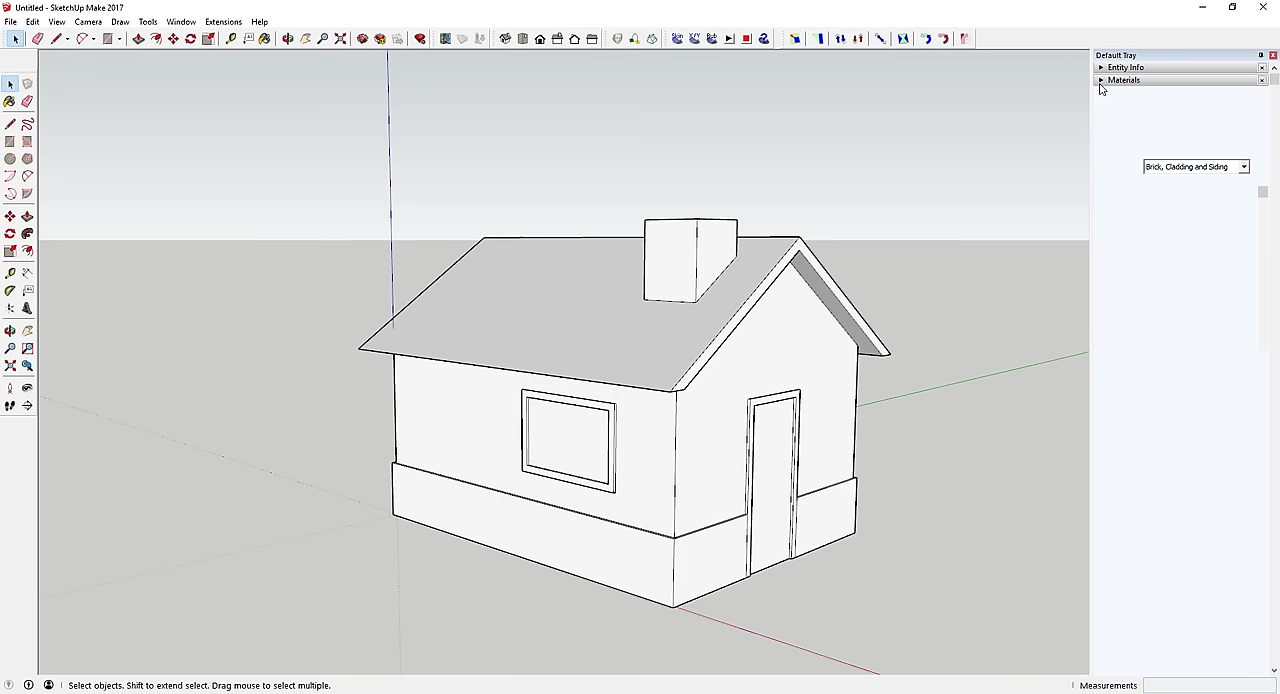 Untitled - SketchUp Make 2017
File Edit View Camera Draw Tools Window Extensions Help
Default Tray
Entity Info
Materials
Brick, Cladding and Siding
Select objects. Shift to extend select. Drag mouse to select multiple.
Measurements